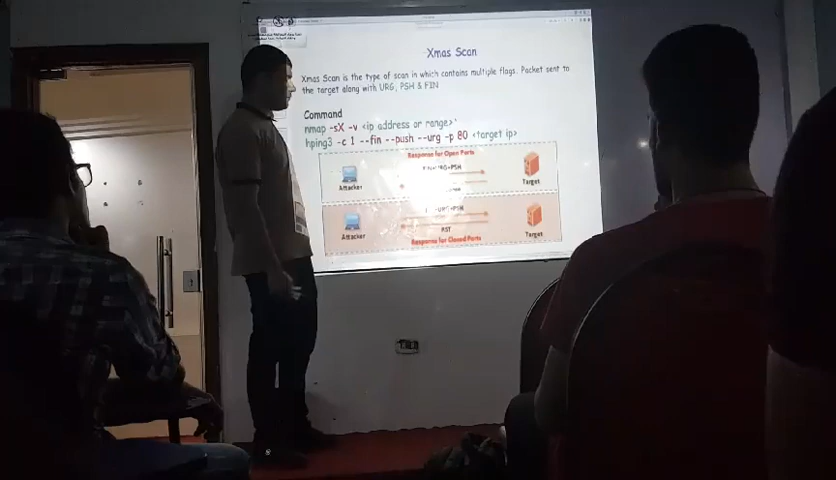 Xmas Scan
Xmas Scan is the type of scan in which contains multiple flags. Packet sent to
the target along with URG, PSH & FIN
Command
nmap -sX -v <ip address or range>`
hping3 -c 1 --fin --push --urg -p 80 <target ip>
Response for Open Ports
Attacker
Target
RST
Attacker
Target
Response for Closed Ports